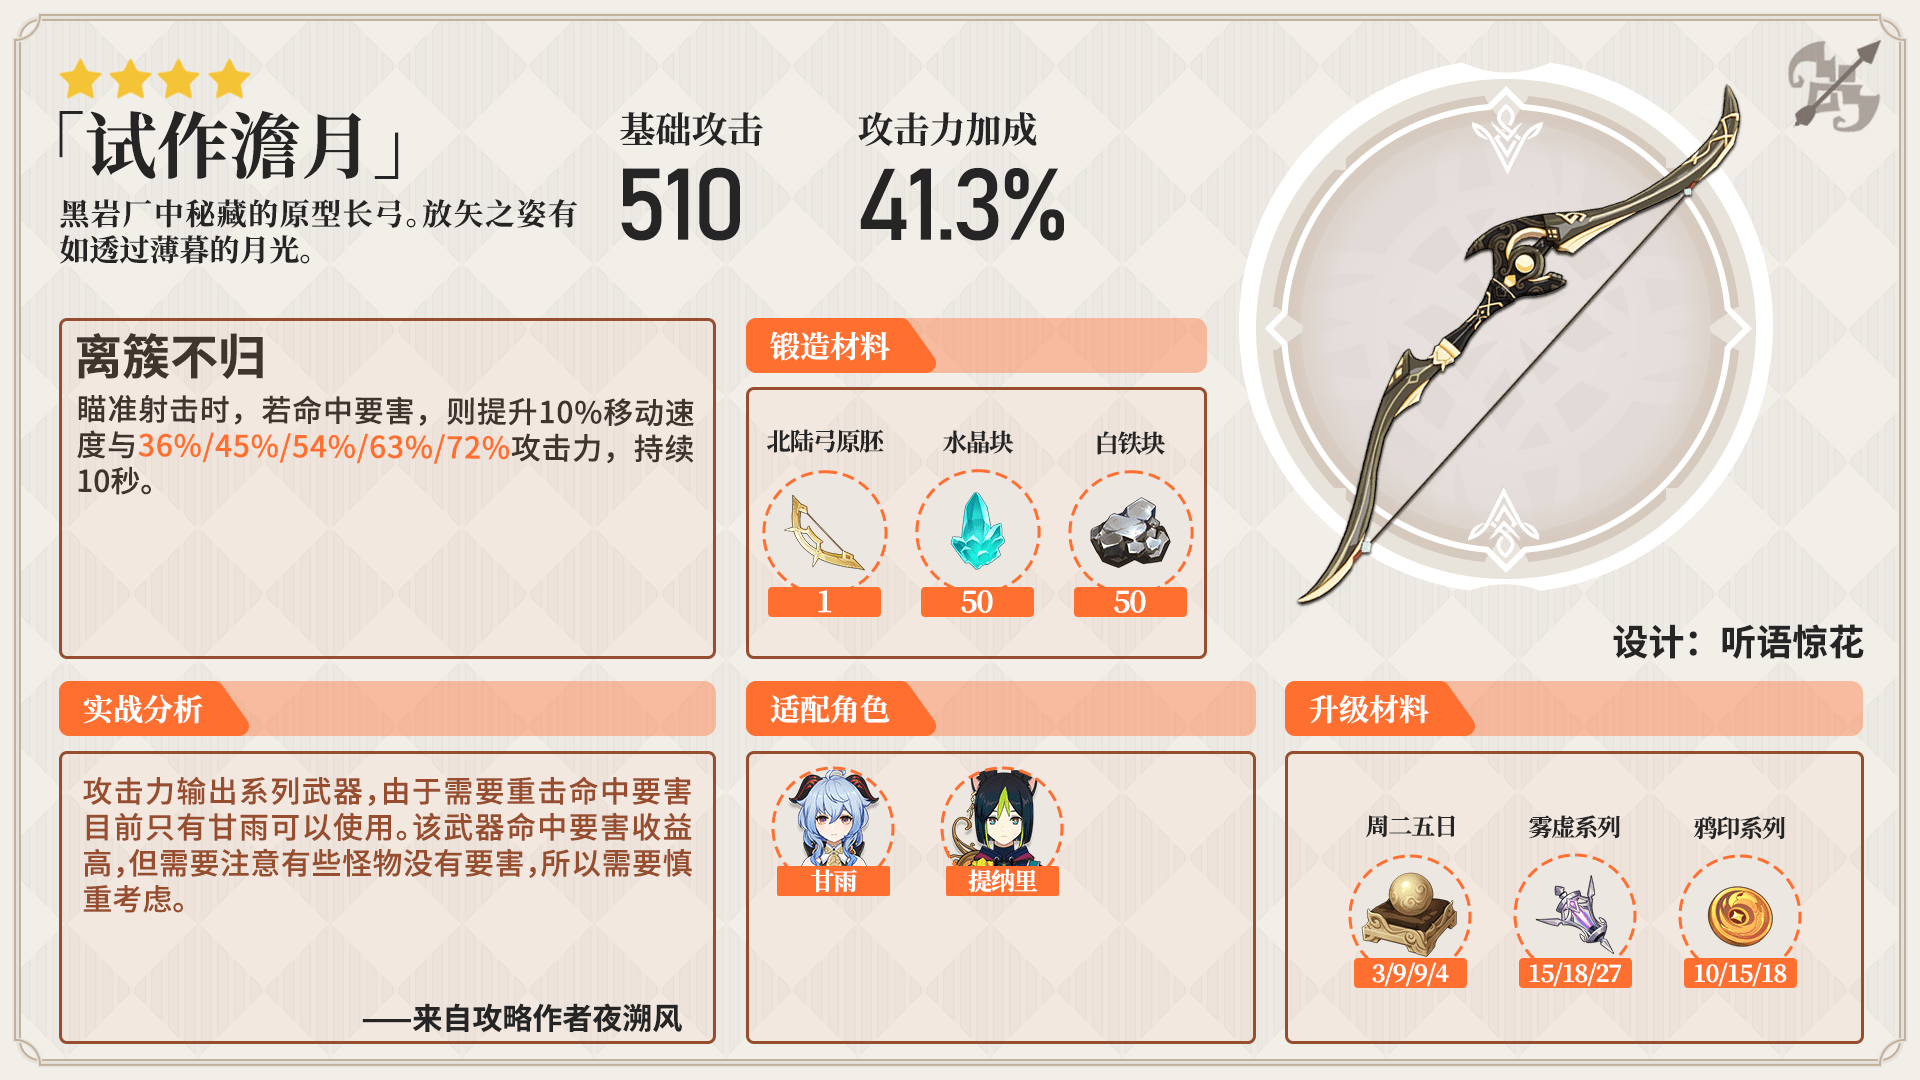 「试作澹月」
黑岩厂中秘藏的原型长弓。放矢之姿有
如透过薄暮的月光。
基础攻击
510
攻击力加成
41.3%
离簇不归
瞄准射击时，若命中要害，则提升10%移动速
度与36%/45%/54%/63%/72%攻击力，持续
10秒。
锻造材料
北陆弓原胚
水晶块
白铁块
1
50
50
设计：听语惊花
实战分析
攻击力输出系列武器，由于需要重击命中要害
目前只有甘雨可以使用。该武器命中要害收益
高，但需要注意有些怪物没有要害，所以需要慎
重考虑。
——来自攻略作者夜溯风
适配角色
甘雨
提纳里
升级材料
周二五日
雾虚系列
鸦印系列
3/9/9/4
15/18/27
10/15/18